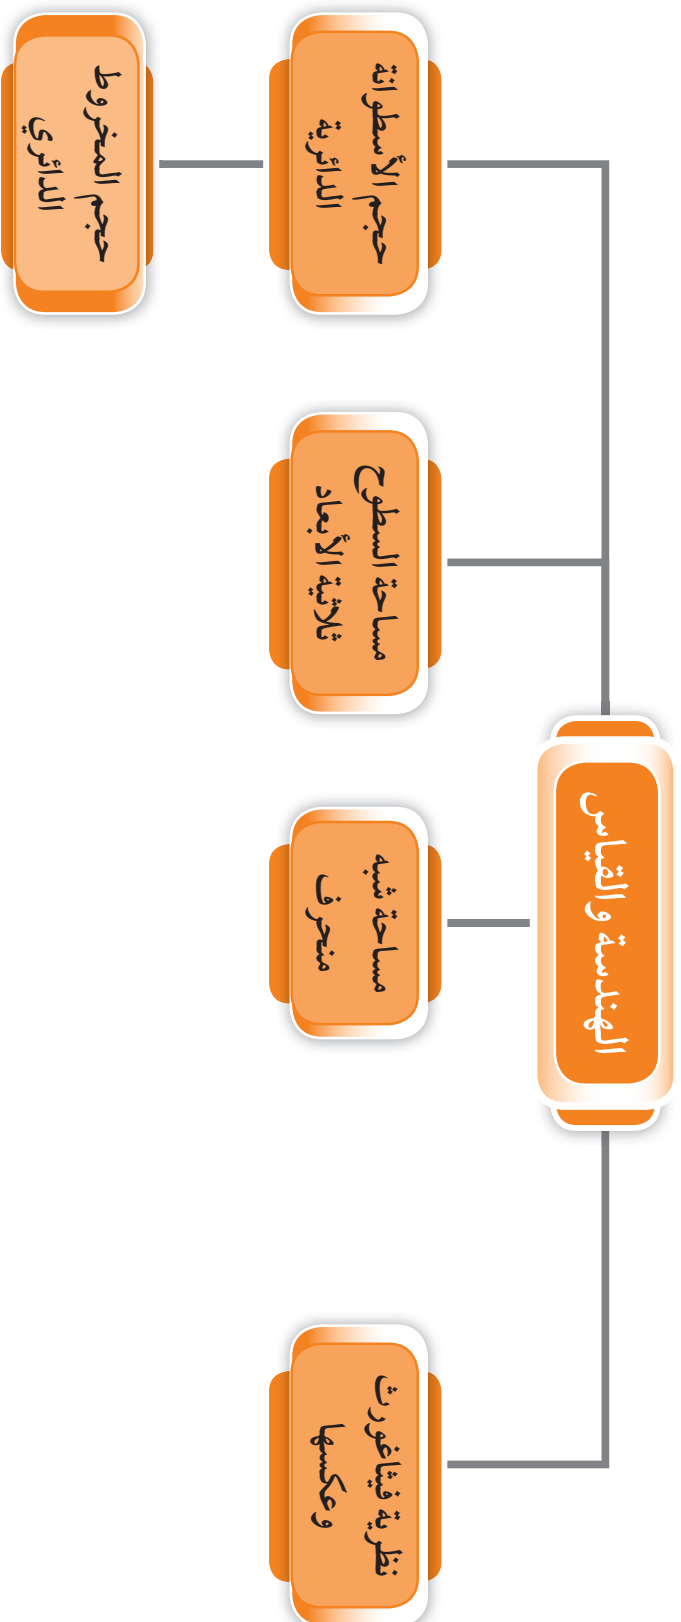 الهندسة والقياس
نظرية فيثاغورث
وعكسها
مساحة شبه
منحرف
مساحة السطوح
ثلاثية الأبعاد
حجم الأسطوانة
الدائرية
حجم المخروط
الدائري